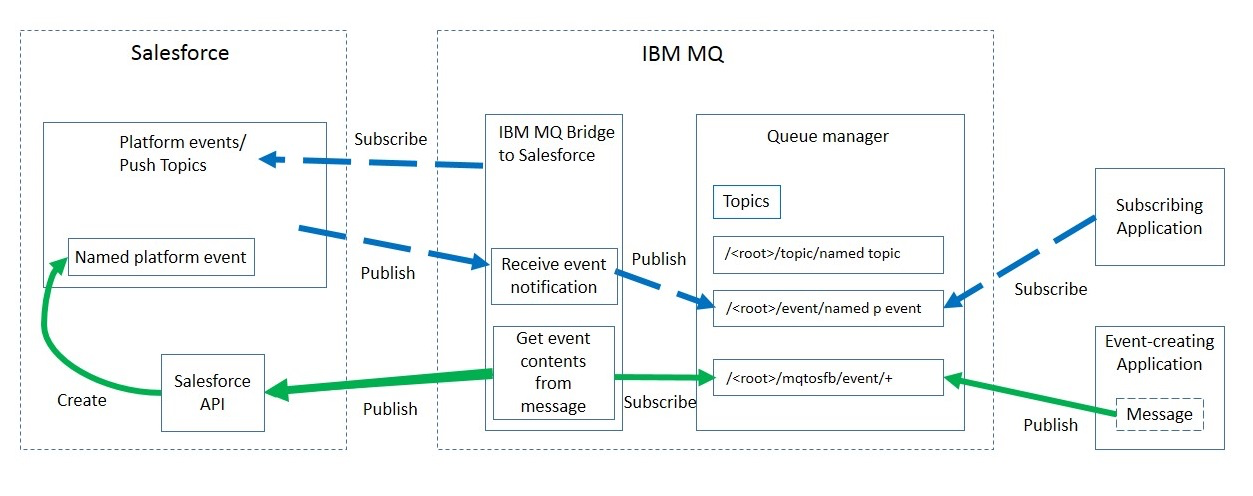 Salesforce
IBM MQ
Platform events/
Push Topics
Subscribe
IBM MQ Bridge
to Salesforce
Queue manager
Topics
Subscribing
Application
Named platform event
Publish
Receive event
notification
Publish
/<root>/topic/named topic
/<root>/event/named p event
Subscribe
Get event
contents
from
message
Event-creating
Application
Salesforce
API
Create
Publish
Subscribe
/<root>/mqtosfb/event/+
Message
Publish